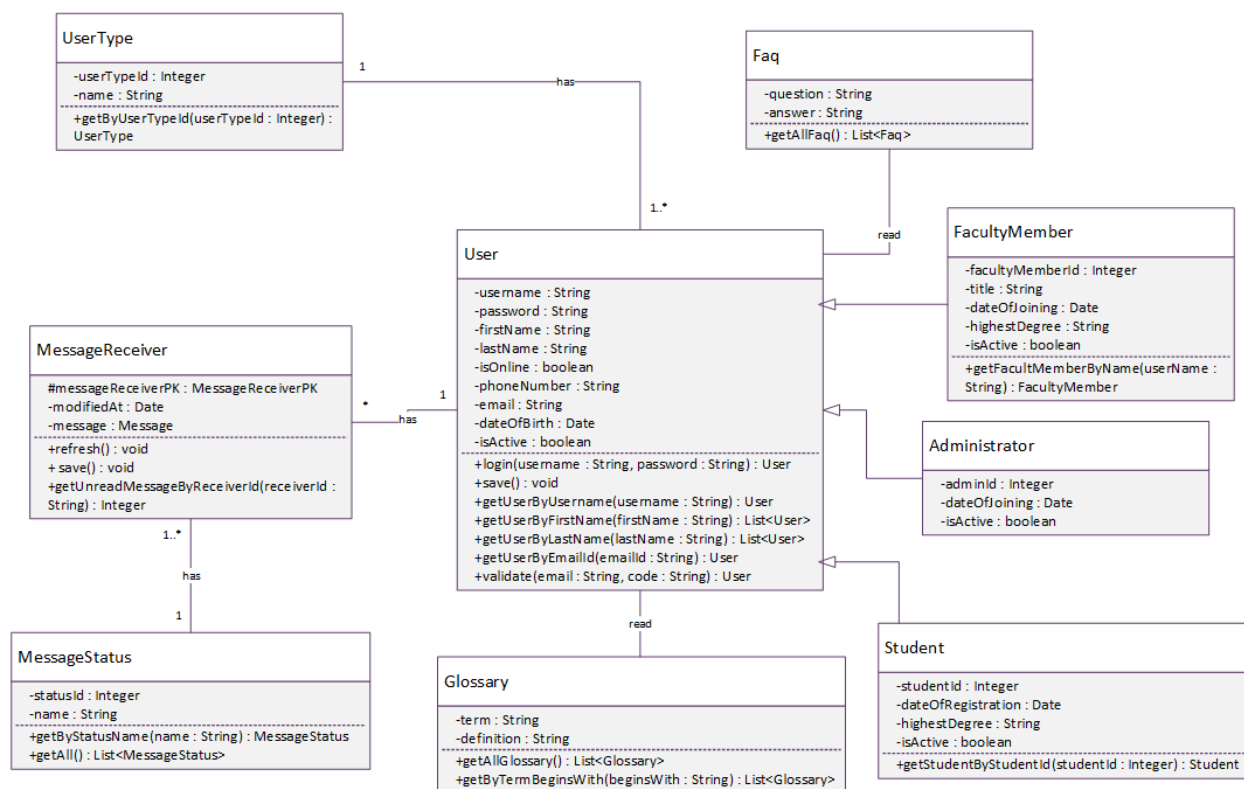 UserType
-userTypeId : Integer
-name : String
+getByUserTypeId(userTypeId : Integer) :
UserType
1
has
1..*
Faq
-question : String
-answer : String
+getAllFaq() : List<Faq>
read
User
-username : String
-password : String
-firstName : String
-lastName : String
-isOnline : boolean
-phoneNumber : String
-email : String
-dateOfBirth : Date
-isActive : boolean
+login(username : String, password : String) : User
+save() : void
+getUserByUsername(username : String) : User
+getUserByFirstName(firstName : String) : List<User>
+getUserByLastName(lastName : String) : List<User>
+getUserByEmailId(emailId : String) : User
+validate(email : String, code : String) : User
FacultyMember
-facultyMemberId : Integer
-title : String
-dateOfJoining : Date
-highestDegree : String
-isActive : boolean
+getFacultMemberByName(userName :
String) : FacultyMember
MessageReceiver
#messageReceiverPK : MessageReceiverPK
-modifiedAt : Date
-message : Message
+refresh() : void
+ save() : void
+getUnreadMessageByReceiverId(receiverId :
String) : Integer
*
has
1
Administrator
-adminId : Integer
-dateOfJoining : Date
-isActive : boolean
1..*
has
1
MessageStatus
-statusId : Integer
-name : String
+getByStatusName(name : String) : MessageStatus
+getAll() : List<MessageStatus>
read
Glossary
-term : String
-definition : String
+getAllGlossary() : List<Glossary>
+getByTermBeginsWith(beginsWith : String) : List<Glossary>
Student
-studentId : Integer
-dateOfRegistration : Date
-highestDegree : String
-isActive : boolean
+getStudentByStudentId(studentId : Integer) : Student